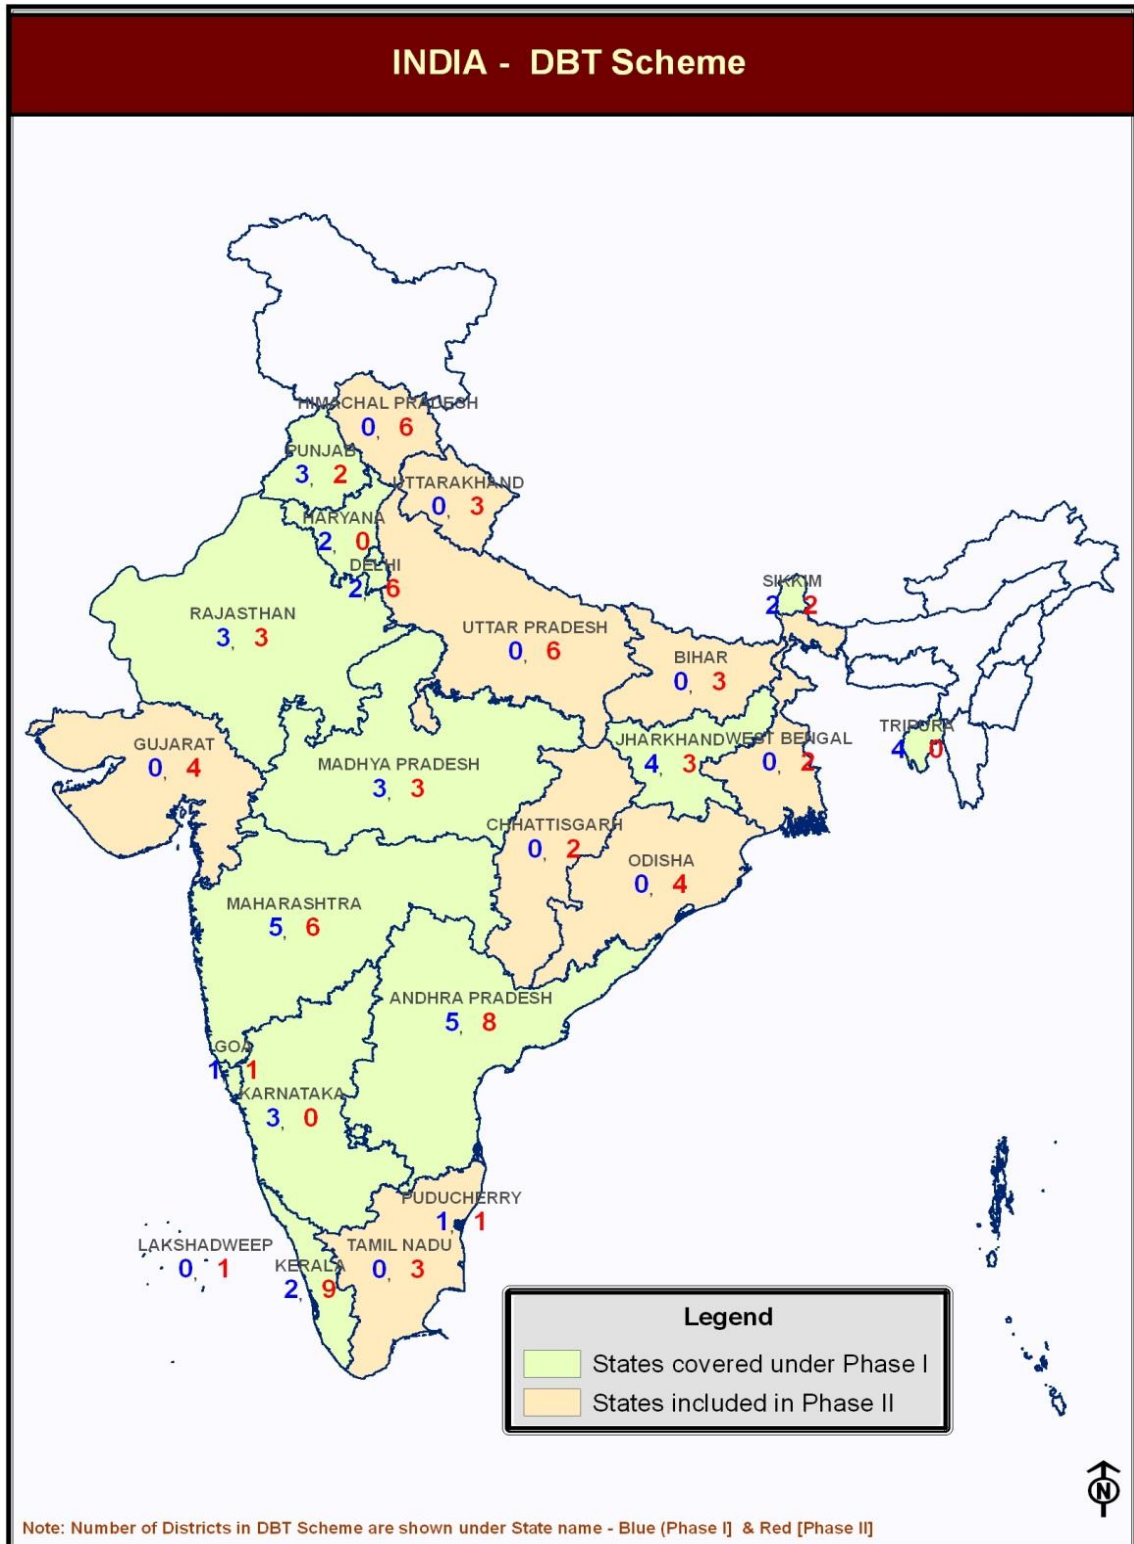 INDIA - DBT Scheme
HIMACHAL PRADESH
0, 6
PUNJAB
3, 2
UTTARAKHAND
0, 3
HARYANA
2, 0
DELHI
2, 6
SIKKIM
2, 2
RAJASTHAN
3, 3
UTTAR PRADESH
0, 6
BIHAR
0, 3
TRIPURA
4, 0
GUJARAT
0, 4
JHARKHAND
4, 3
WEST BENGAL
0, 2
MADHYA PRADESH
3, 3
CHHATTISGARH
0, 2
ODISHA
0, 4
MAHARASHTRA
5, 6
ANDHRA PRADESH
5, 8
GOA
1, 1
KARNATAKA
3, 0
PUDUCHERRY
1, 1
LAKSHADWEEP
0, 1
KERALA
2, 9
TAMIL NADU
0, 3
Legend
States covered under Phase I
States included in Phase II
N
Note: Number of Districts in DBT Scheme are shown under State name - Blue (Phase I] & Red [Phase II]